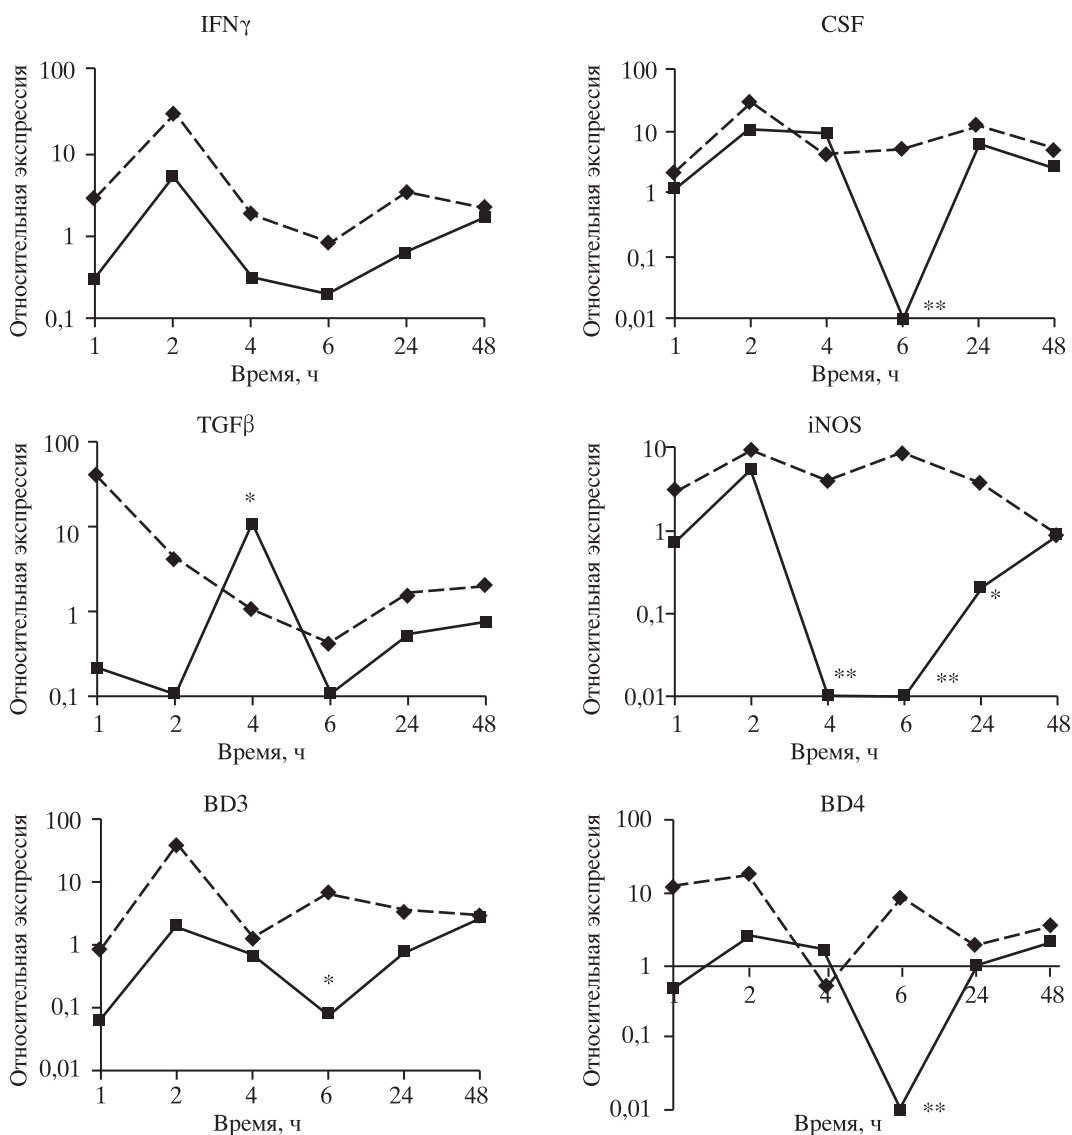 IFNγ
Относительная экспрессия
100
10
1
0,1
1 2 4 6 24 48
Время, ч
CSF
Относительная экспрессия
100
10
1
0,1
0,01
**
1 2 4 6 24 48
Время, ч
TGFβ
Относительная экспрессия
100
10
1
0,1
*
1 2 4 6 24 48
Время, ч
iNOS
Относительная экспрессия
10
1
0,1
0,01
** ** *
1 2 4 6 24 48
Время, ч
BD3
Относительная экспрессия
100
10
1
0,1
0,01
*
1 2 4 6 24 48
Время, ч
BD4
Относительная экспрессия
100
10
1
0,1
0,01
1 2 4 6 24 48
**
Время, ч